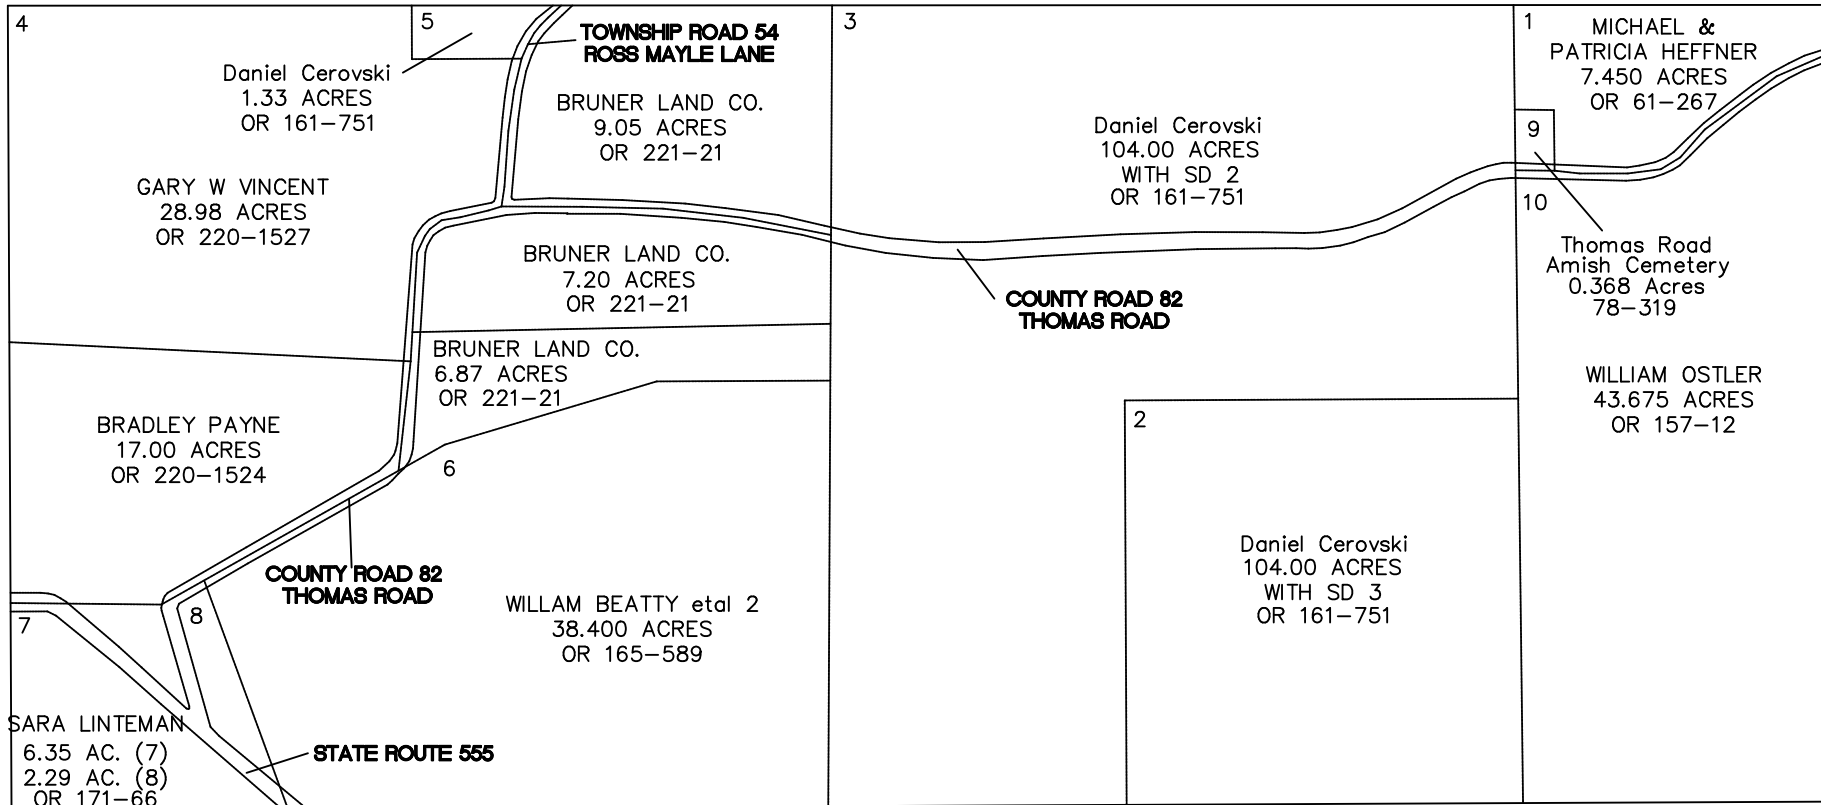 4
5
TOWNSHIP ROAD 54
ROSS MAYLE LANE
Daniel Cerovski
1.33 ACRES
OR 161-751
BRUNER LAND CO.
9.05 ACRES
OR 221-21
GARY W VINCENT
28.98 ACRES
OR 220-1527
BRUNER LAND CO.
7.20 ACRES
OR 221-21
BRUNER LAND CO.
6.87 ACRES
OR 221-21
BRADLEY PAYNE
17.00 ACRES
OR 220-1524
6
COUNTY ROAD 82
THOMAS ROAD
8
7
WILLAM BEATTY etal 2
38.400 ACRES
OR 165-589
SARA LINTEMAN
6.35 AC. (7)
2.29 AC. (8)
OR 171-66
STATE ROUTE 555
3
Daniel Cerovski
104.00 ACRES
WITH SD 2
OR 161-751
COUNTY ROAD 82
THOMAS ROAD
2
Daniel Cerovski
104.00 ACRES
WITH SD 3
OR 161-751
1
MICHAEL &
PATRICIA HEFFNER
7.450 ACRES
OR 61-267
9
10
Thomas Road
Amish Cemetery
0.368 Acres
78-319
WILLIAM OSTLER
43.675 ACRES
OR 157-12